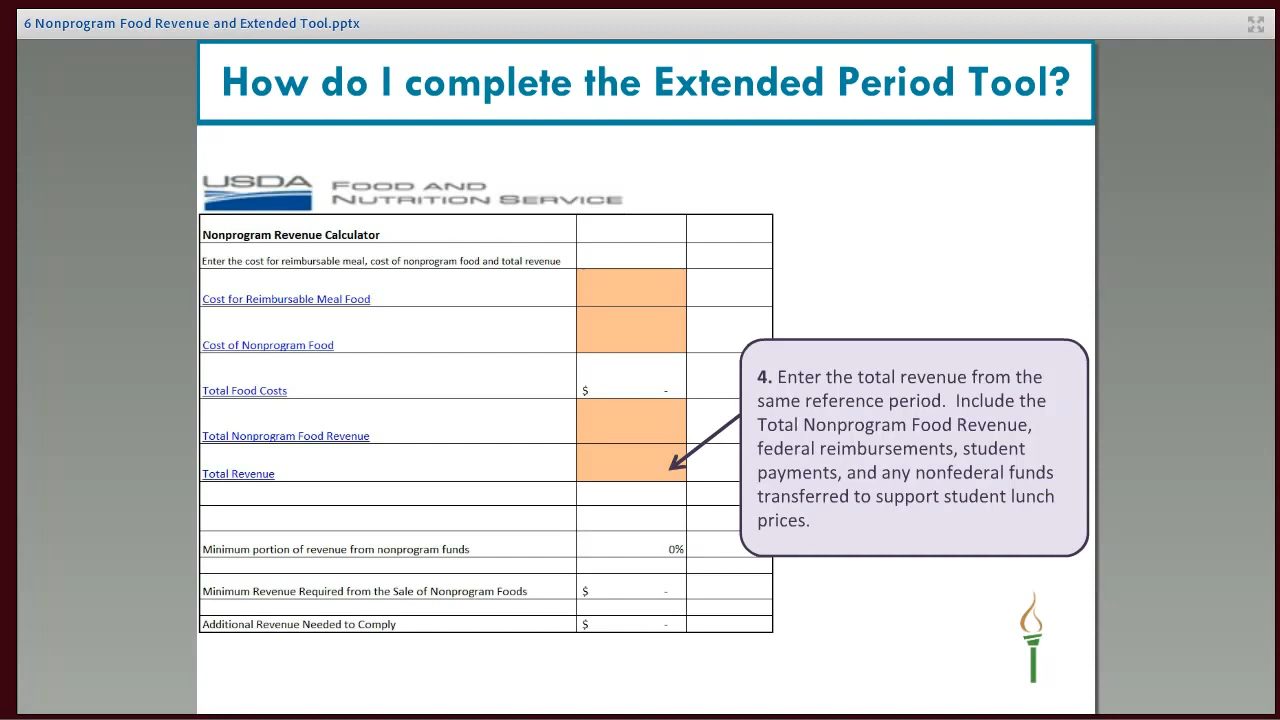 6 Nonprogram Food Revenue and Extended Tool.pptx
How do I complete the Extended Period Tool?
USDA FOOD AND
NUTRITION SERVICE
Nonprogram Revenue Calculator
Enter the cost for reimbursable meal, cost of nonprogram food and total revenue
Cost for Reimbursable Meal Food
Cost of Nonprogram Food
Total Food Costs $ -
Total Nonprogram Food Revenue
Total Revenue
Minimum portion of revenue from nonprogram funds 0%
Minimum Revenue Required from the Sale of Nonprogram Foods $ -
Additional Revenue Needed to Comply $ -
4. Enter the total revenue from the
same reference period.  Include the
Total Nonprogram Food Revenue,
federal reimbursements, student
payments, and any nonfederal funds
transferred to support student lunch
prices.